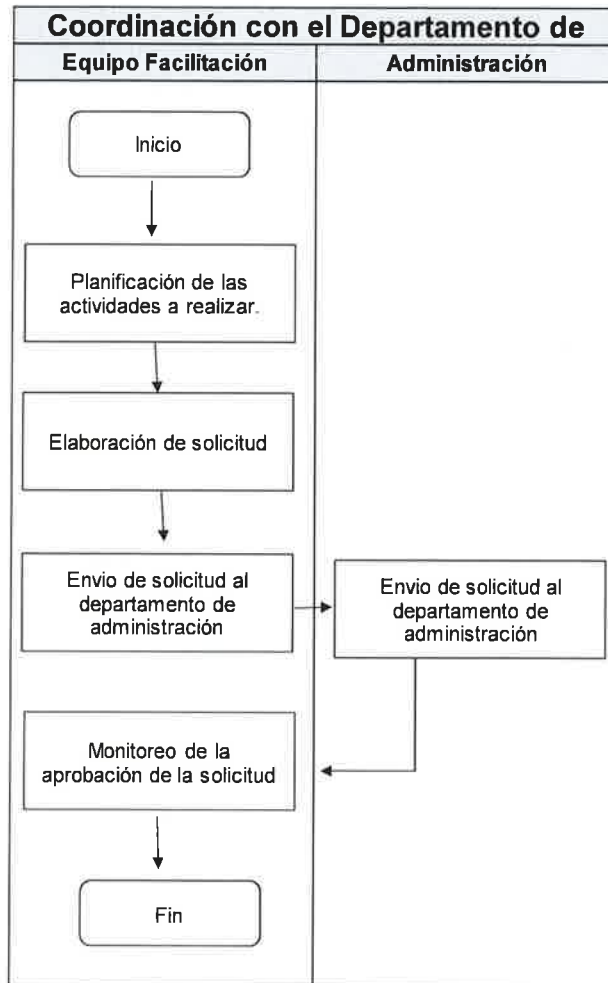 Coordinación con el Departamento de
Equipo Facilitación
Administración
Inicio
Planificación de las
actividades a realizar.
Elaboración de solicitud
Envio de solicitud al
departamento de
administración
Envio de solicitud al
departamento de
administración
Monitoreo de la
aprobación de la solicitud
Fin